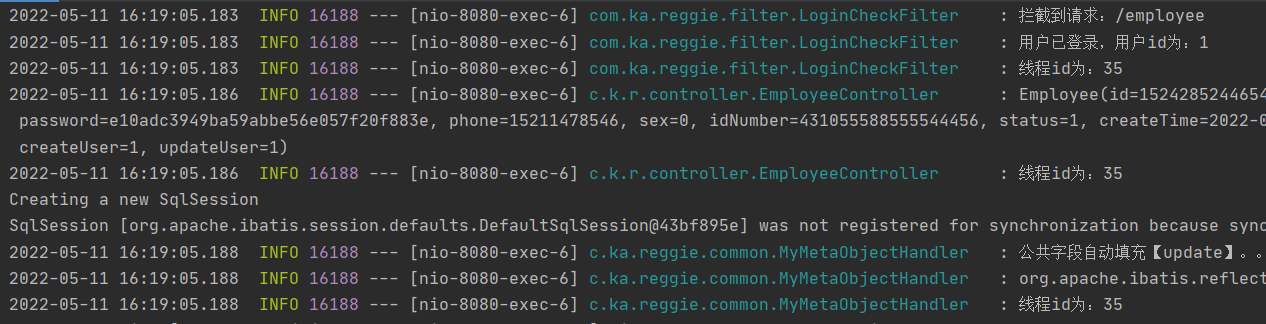 2022-05-11 16:19:05.183  INFO 16188 --- [nio-8080-exec-6] com.ka.reggie.filter.LoginCheckFilter    : 拦截到请求：/employee
2022-05-11 16:19:05.183  INFO 16188 --- [nio-8080-exec-6] com.ka.reggie.filter.LoginCheckFilter    : 用户已登录，用户id为：1
2022-05-11 16:19:05.183  INFO 16188 --- [nio-8080-exec-6] com.ka.reggie.filter.LoginCheckFilter    : 线程id为：35
2022-05-11 16:19:05.186  INFO 16188 --- [nio-8080-exec-6] c.k.r.controller.EmployeeController      : Employee(id=15242852446540
 password=e10adc3949ba59abbe56e057f20f883e, phone=15211478546, sex=0, idNumber=431055588555544456, status=1, createTime=2022-0
 createUser=1, updateUser=1)
2022-05-11 16:19:05.186  INFO 16188 --- [nio-8080-exec-6] c.k.r.controller.EmployeeController      : 线程id为：35
Creating a new SqlSession
SqlSession [org.apache.ibatis.session.defaults.DefaultSqlSession@43bf895e] was not registered for synchronization because sync
2022-05-11 16:19:05.188  INFO 16188 --- [nio-8080-exec-6] c.ka.reggie.common.MyMetaObjectHandler   : 公共字段自动填充【update】。。
2022-05-11 16:19:05.188  INFO 16188 --- [nio-8080-exec-6] c.ka.reggie.common.MyMetaObjectHandler   : org.apache.ibatis.reflect
2022-05-11 16:19:05.188  INFO 16188 --- [nio-8080-exec-6] c.ka.reggie.common.MyMetaObjectHandler   : 线程id为：35